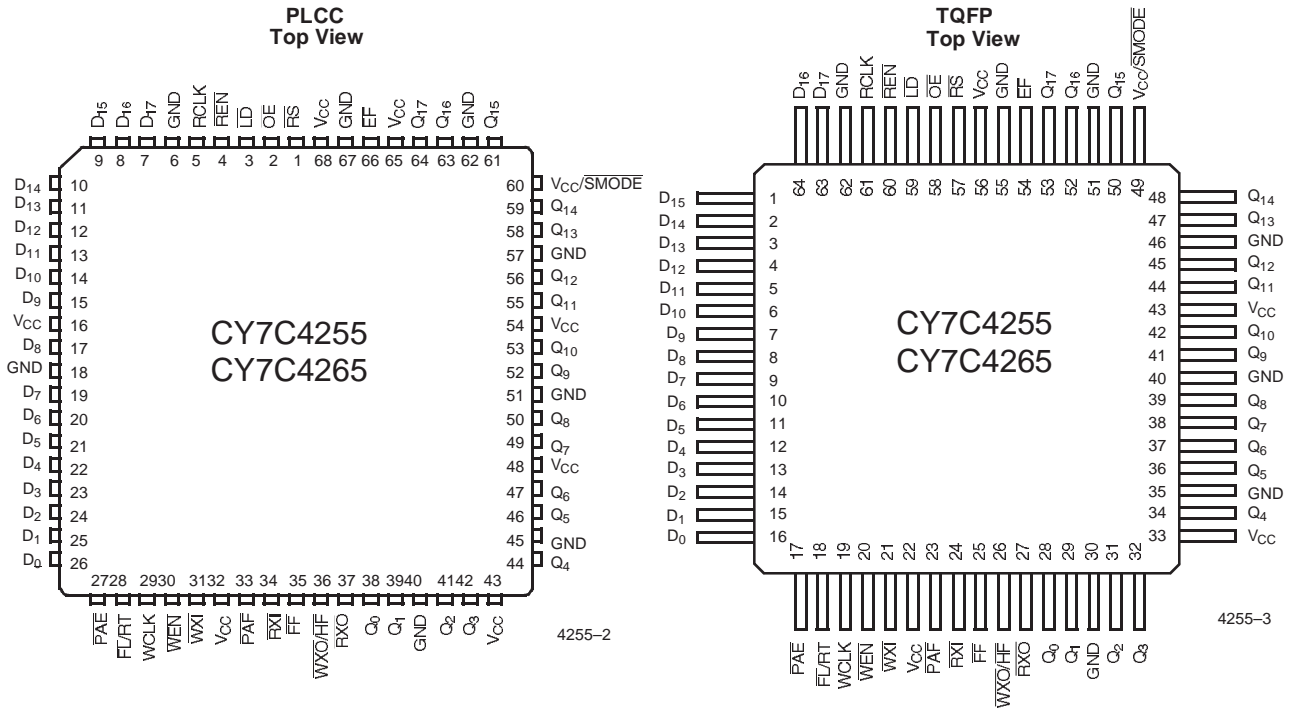 PLCC
Top View
D15 D16 D17 GND RCLK REN LD OE RS VCC GND EF VCC Q17 Q16 GND Q15
9 8 7 6 5 4 3 2 1 68 67 66 65 64 63 62 61
D14 10
D13 11
D12 12
D11 13
D10 14
D9 15
VCC 16
D8 17
GND 18
D7 19
D6 20
D5 21
D4 22
D3 23
D2 24
D1 25
D0 26
CY7C4255
CY7C4265
60 VCC/SMODE
59 Q14
58 Q13
57 GND
56 Q12
55 Q11
54 VCC
53 Q10
52 Q9
51 GND
50 Q8
49 Q7
48 VCC
47 Q6
46 Q5
45 GND
44 Q4
27 28 29 30 31 32 33 34 35 36 37 38 39 40 41 42 43
PAE FL/RT WCLK WEN WXI VCC PAF RXI FF WXO/HF RXO Q0 Q1 GND Q2 Q3 VCC
4255–2
TQFP
Top View
D16 D17 GND RCLK REN LD OE RS VCC GND EF Q17 Q16 GND Q15 VCC/SMODE
64 63 62 61 60 59 58 57 56 55 54 53 52 51 50 49
D15 1
D14 2
D13 3
D12 4
D11 5
D10 6
D9 7
D8 8
D7 9
D6 10
D5 11
D4 12
D3 13
D2 14
D1 15
D0 16
CY7C4255
CY7C4265
48 Q14
47 Q13
46 GND
45 Q12
44 Q11
43 VCC
42 Q10
41 Q9
40 GND
39 Q8
38 Q7
37 Q6
36 Q5
35 GND
34 Q4
33 VCC
17 18 19 20 21 22 23 24 25 26 27 28 29 30 31 32
PAE FL/RT WCLK WEN WXI VCC PAF RXI FF WXO/HF RXO Q0 Q1 GND Q2 Q3
4255–3